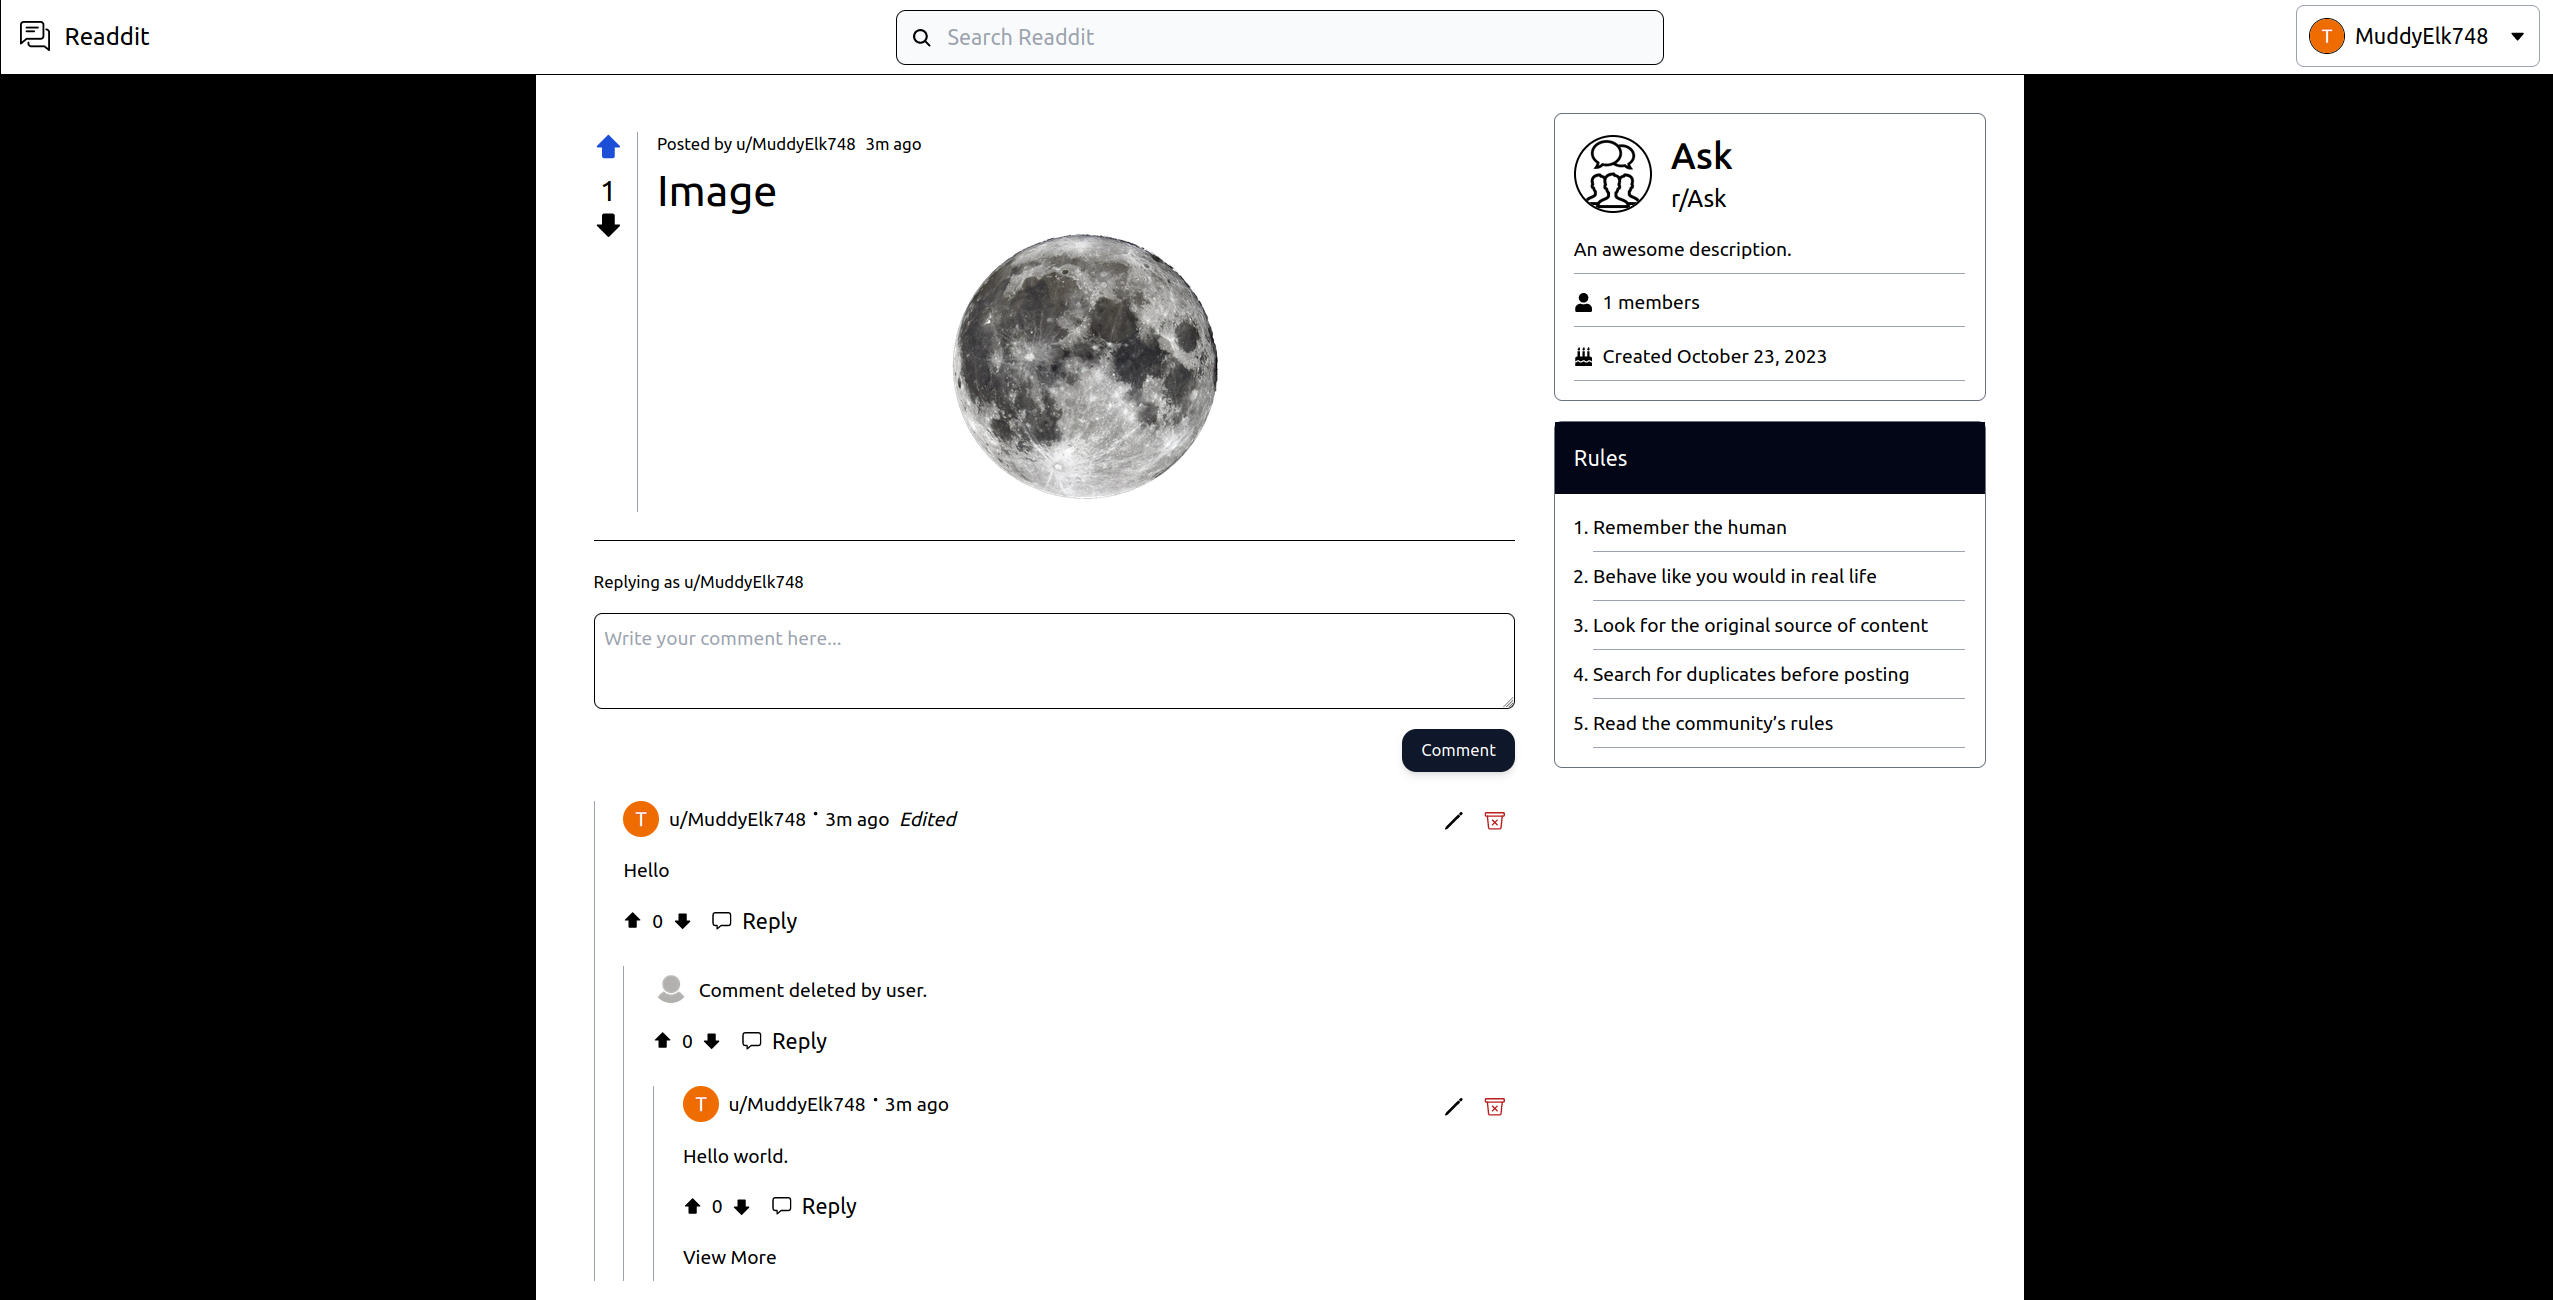 Readdit
Search Readdit
T MuddyElk748
Posted by u/MuddyElk748 3m ago
1
Image
Replying as u/MuddyElk748
Write your comment here...
Comment
T u/MuddyElk748 • 3m ago Edited
Hello
0 Reply
Comment deleted by user.
0 Reply
T u/MuddyElk748 • 3m ago
Hello world.
0 Reply
View More
Ask
r/Ask
An awesome description.
1 members
Created October 23, 2023
Rules
1. Remember the human
2. Behave like you would in real life
3. Look for the original source of content
4. Search for duplicates before posting
5. Read the community’s rules